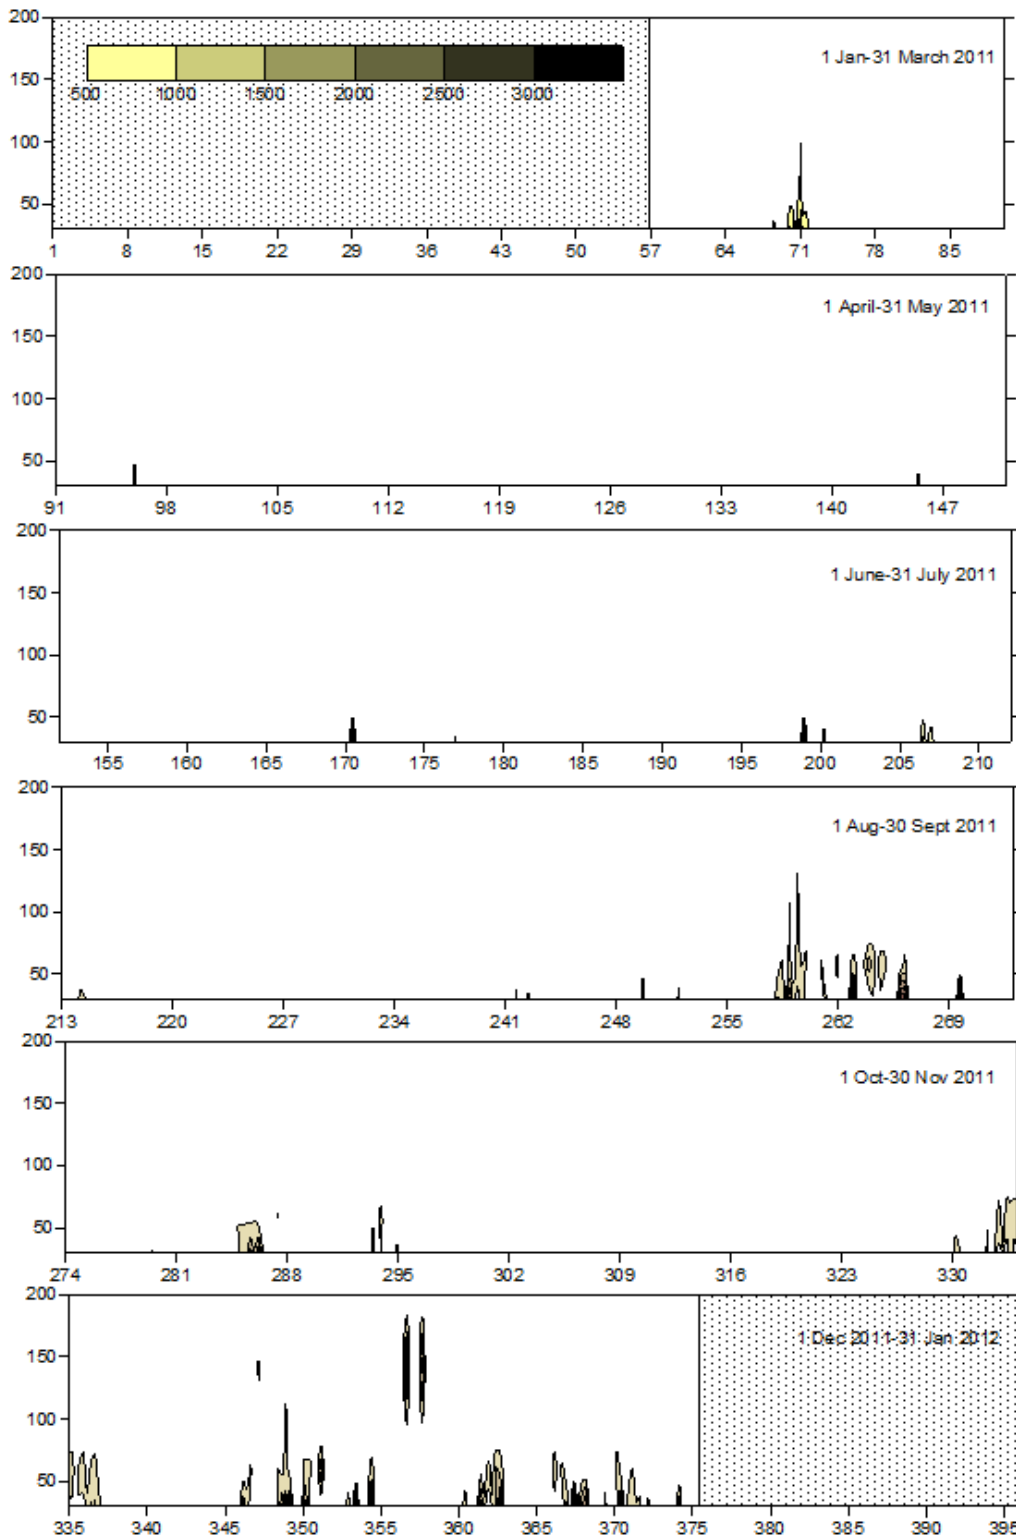 200
500 1000 1500 2000 2500 3000
1 Jan-31 March 2011
150
100
50
1 8 15 22 29 36 43 50 57 64 71 78 85
200
1 April-31 May 2011
150
100
50
91 98 105 112 119 126 133 140 147
200
1 June-31 July 2011
150
100
50
155 160 165 170 175 180 185 190 195 200 205 210
200
1 Aug-30 Sept 2011
150
100
50
213 220 227 234 241 248 255 262 269
200
1 Oct-30 Nov 2011
150
100
50
274 281 288 295 302 309 316 323 330
200
1 Dec 2011-31 Jan 2012
150
100
50
335 340 345 350 355 360 365 370 375 380 385 390 395